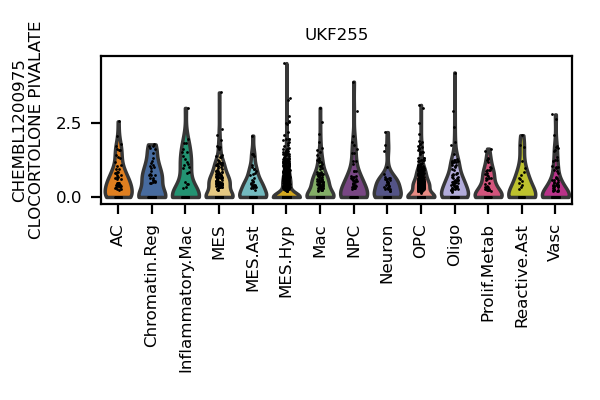 UKF255
CHEMBL1200975
CLOCORTOLONE PIVALATE
2.5
0.0
AC
Chromatin.Reg
Inflammatory.Mac
MES
MES.Ast
MES.Hyp
Mac
NPC
Neuron
OPC
Oligo
Prolif.Metab
Reactive.Ast
Vasc